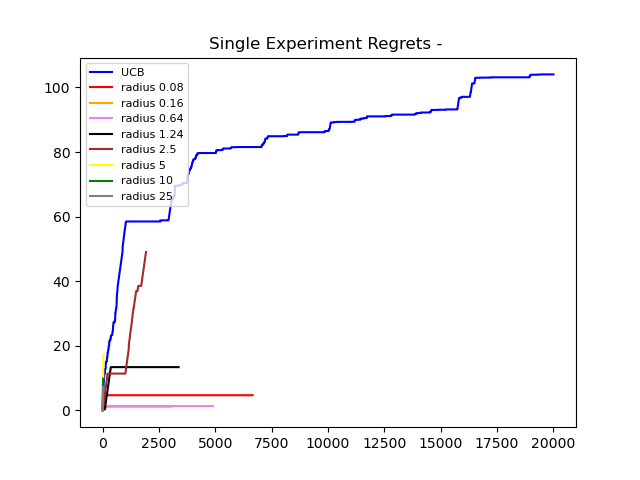 Single Experiment Regrets -
UCB
radius 0.08
radius 0.16
radius 0.64
radius 1.24
radius 2.5
radius 5
radius 10
radius 25
100
80
60
40
20
0
0 2500 5000 7500 10000 12500 15000 17500 20000